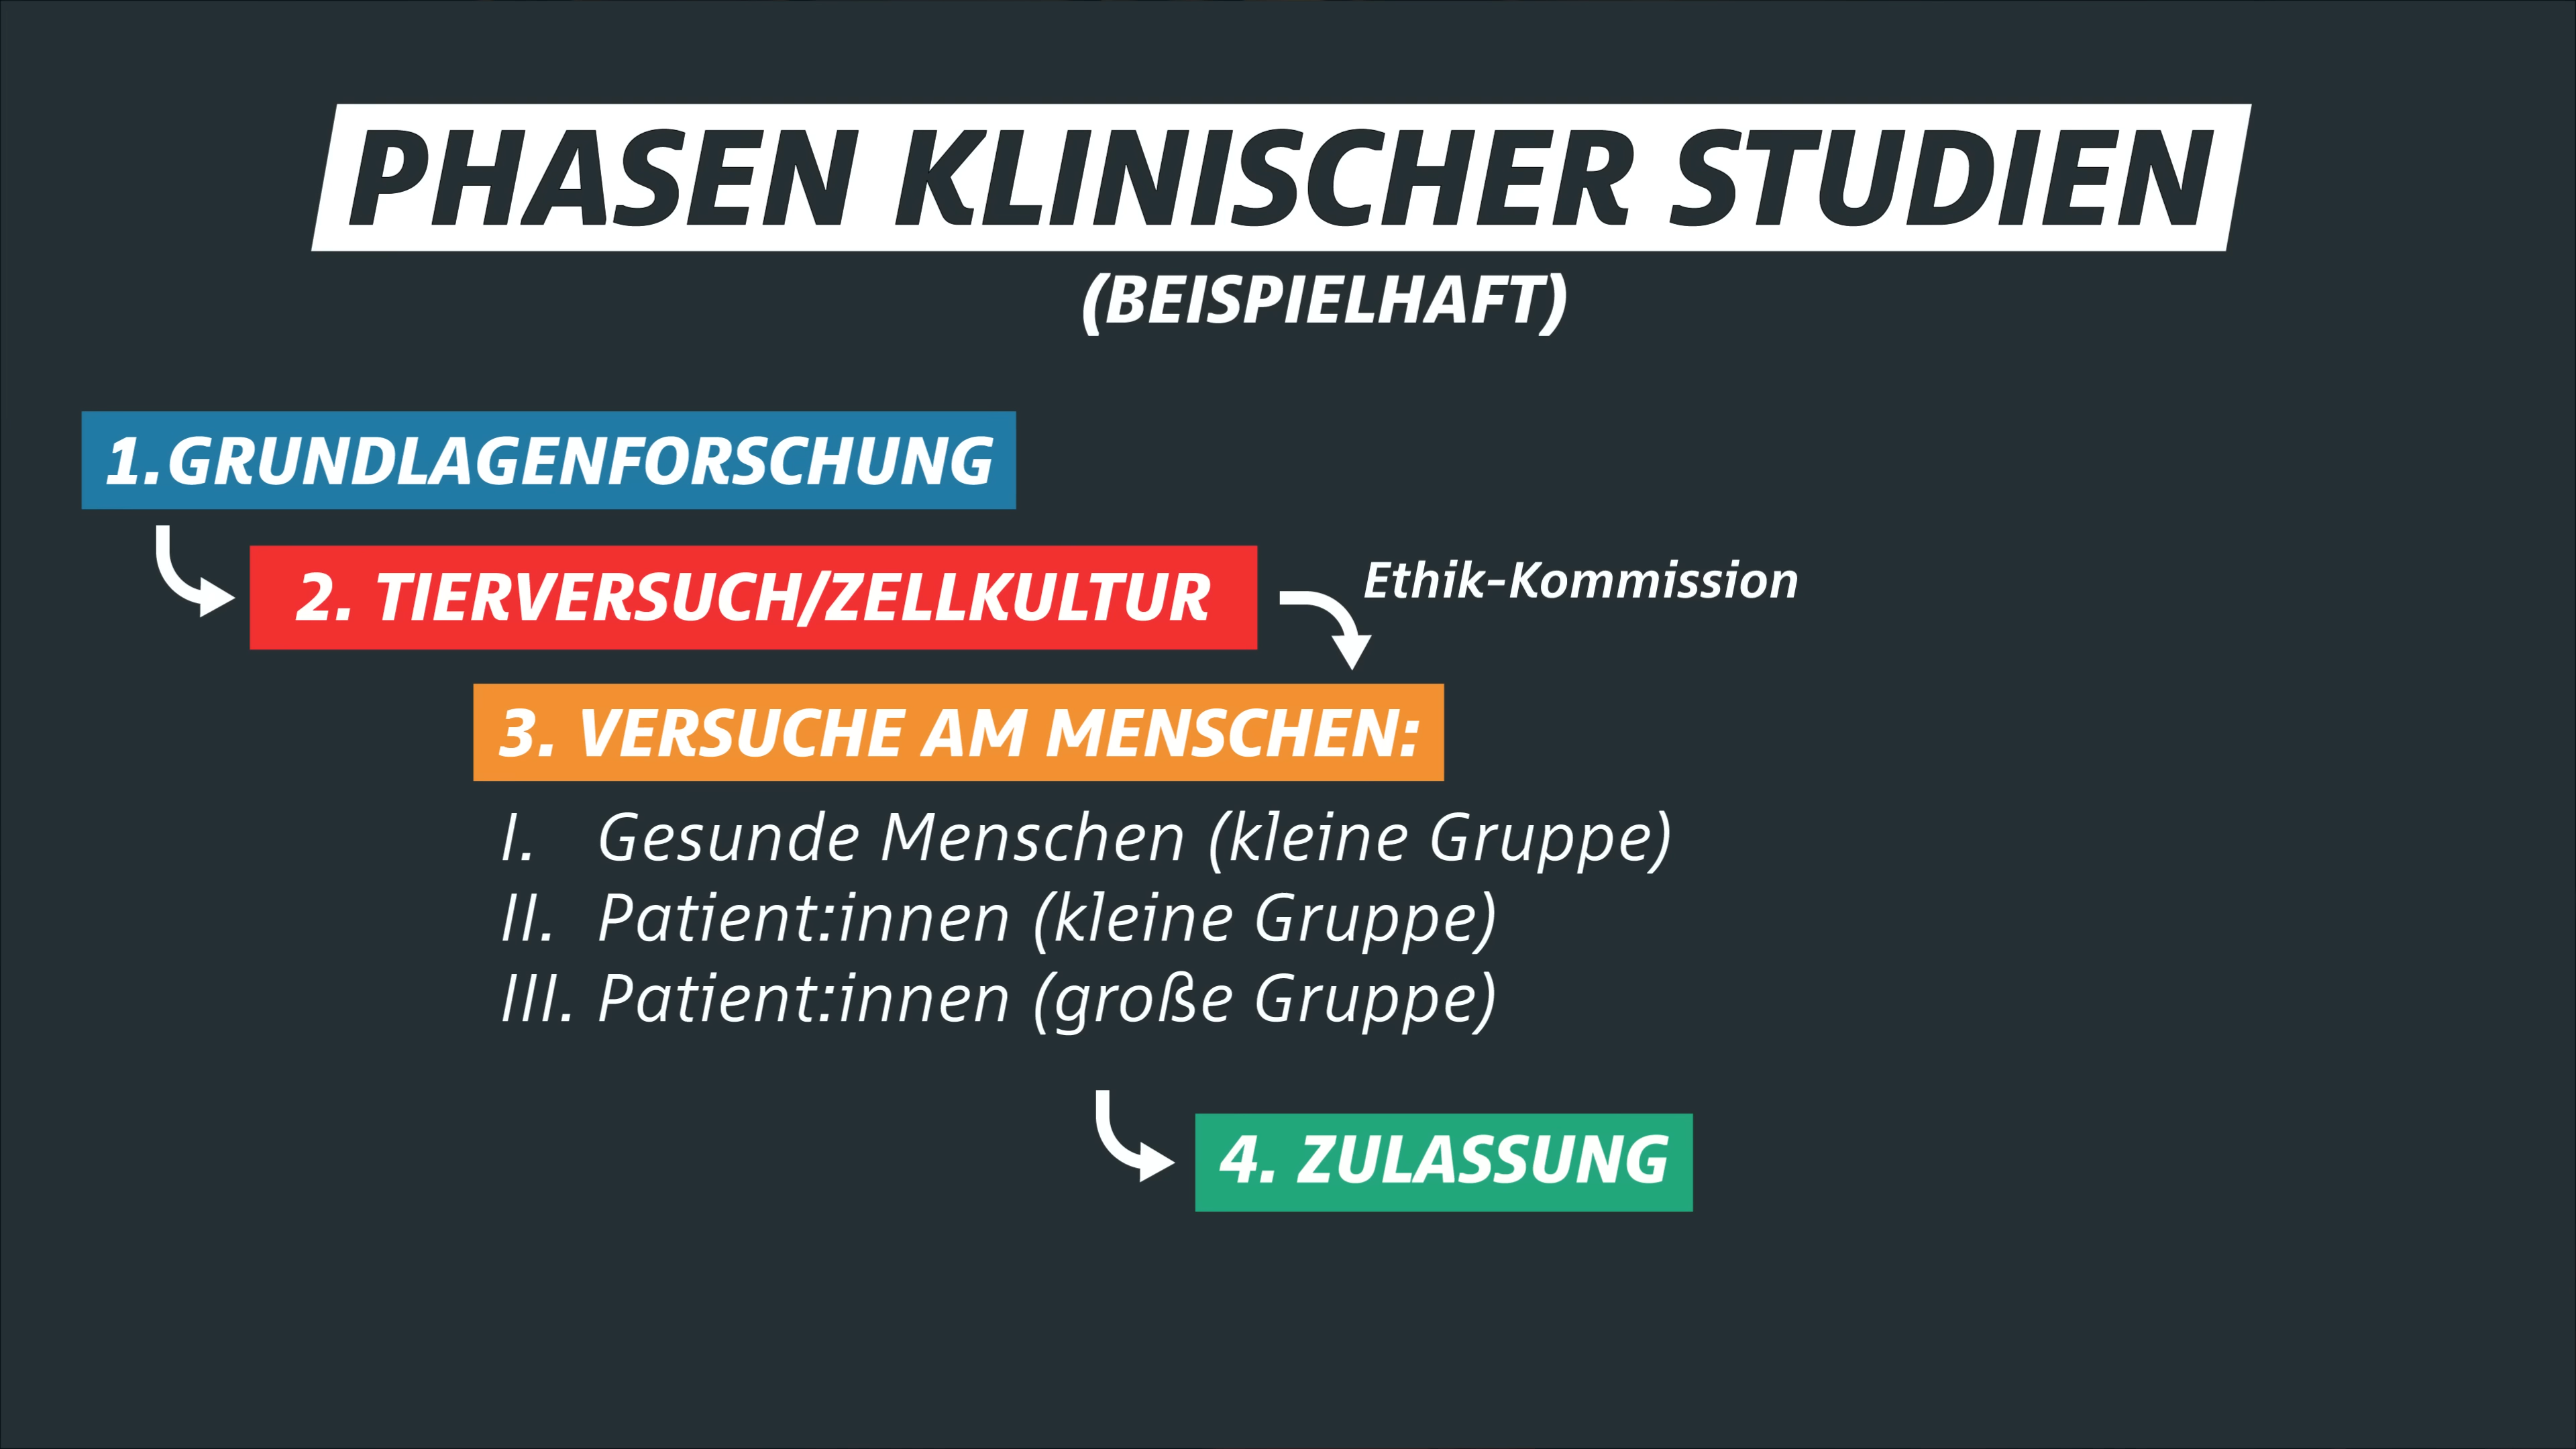 PHASEN KLINISCHER STUDIEN
(BEISPIELHAFT)
1.GRUNDLAGENFORSCHUNG
2. TIERVERSUCH/ZELLKULTUR
Ethik-Kommission
3. VERSUCHE AM MENSCHEN:
I. Gesunde Menschen (kleine Gruppe)
II. Patient:innen (kleine Gruppe)
III. Patient:innen (große Gruppe)
4. ZULASSUNG